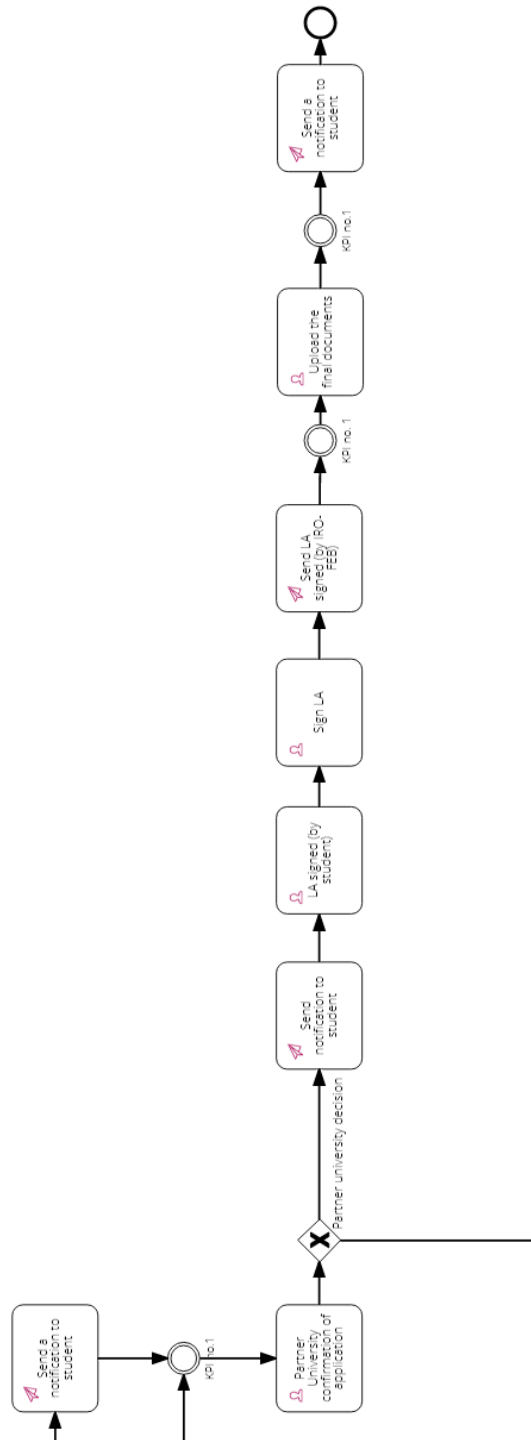 Send a
notification to
student
KPI no.1
Partner
University
confirmation of
application
Partner university decision
Send
notification to
student
LA signed (by
student)
Sign LA
Send LA
signed (by IRO-
FEB)
KPI no. 1
Upload the
final documents
KPI no.1
Send a
notification to
student